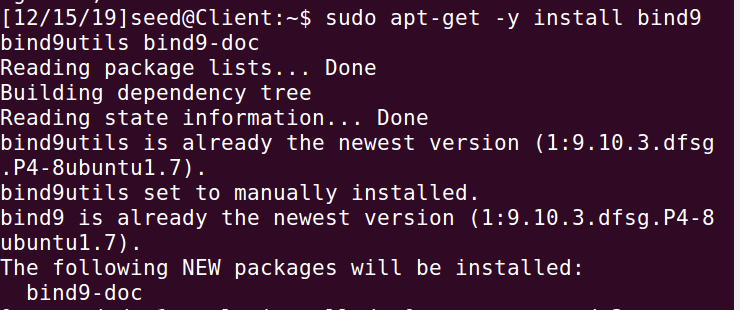 [12/15/19]seed@Client:~$ sudo apt-get -y install bind9
bind9utils bind9-doc
Reading package lists... Done
Building dependency tree
Reading state information... Done
bind9utils is already the newest version (1:9.10.3.dfsg
.P4-8ubuntu1.7).
bind9utils set to manually installed.
bind9 is already the newest version (1:9.10.3.dfsg.P4-8
ubuntu1.7).
The following NEW packages will be installed:
  bind9-doc